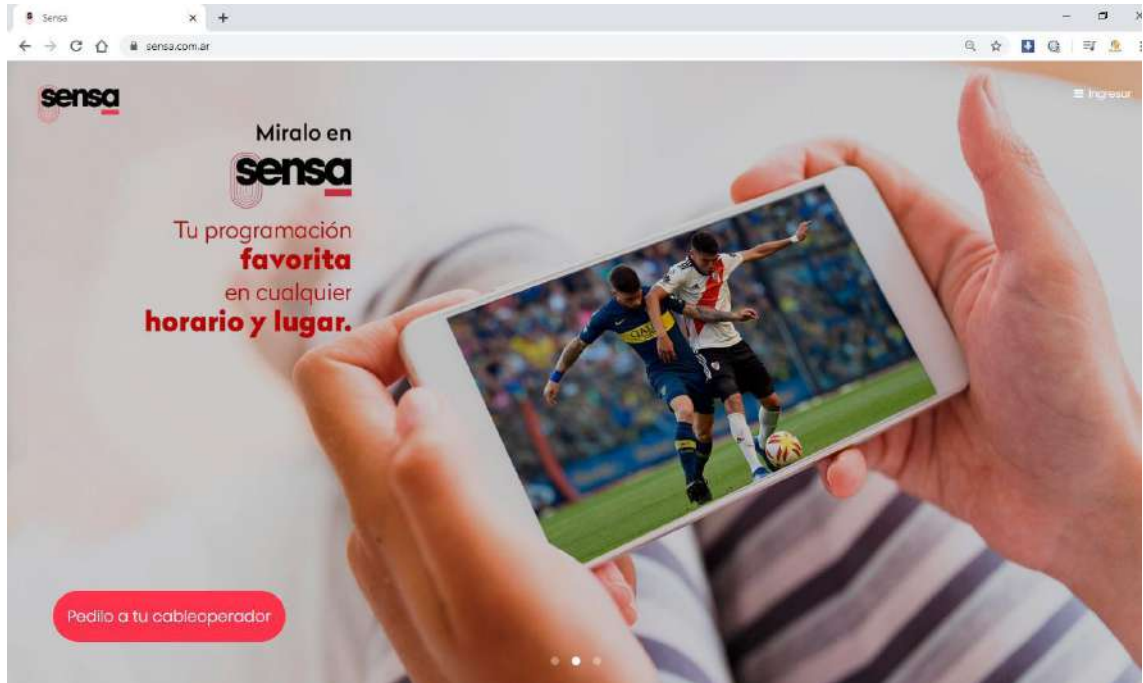 Sensa
sensa.com.ar
sensa
Ingresar
Miralo en
sensa
Tu programación
favorita
en cualquier
horario y lugar.
Pedilo a tu cableoperador